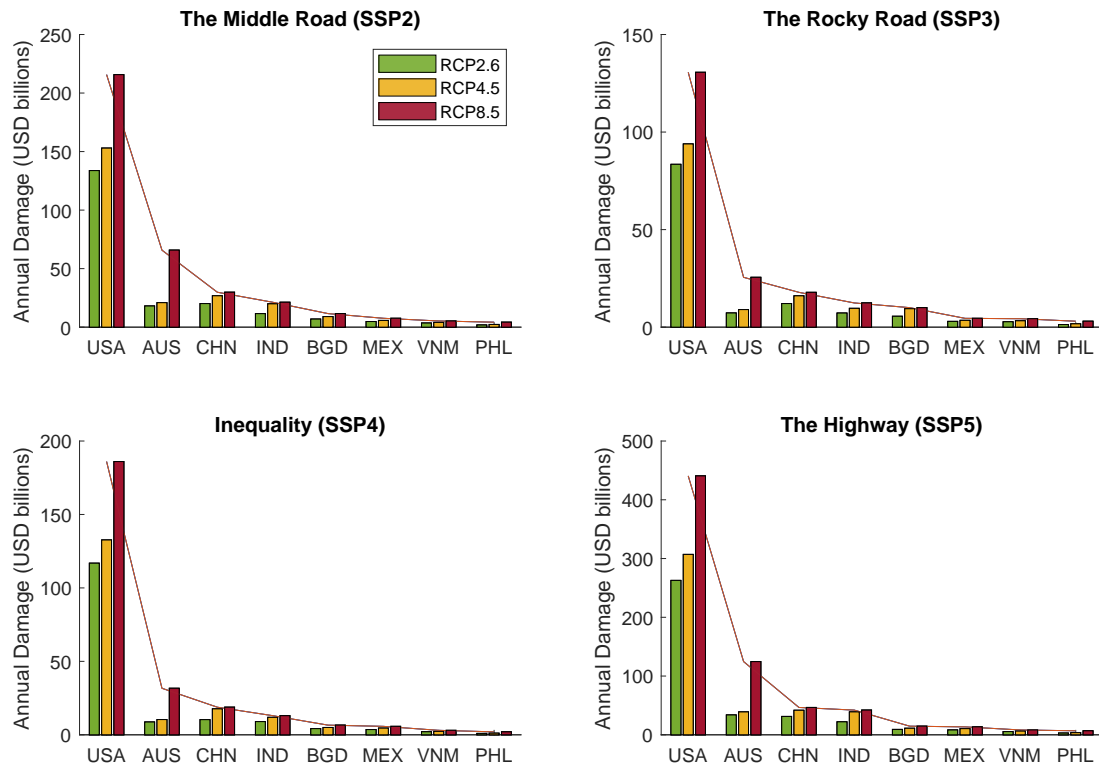 The Middle Road (SSP2)
Annual Damage (USD billions)
250
200
150
100
50
0
RCP2.6
RCP4.5
RCP8.5
USA AUS CHN IND BGD MEX VNM PHL
The Rocky Road (SSP3)
Annual Damage (USD billions)
150
100
50
0
USA AUS CHN IND BGD MEX VNM PHL
Inequality (SSP4)
Annual Damage (USD billions)
200
150
100
50
0
USA AUS CHN IND BGD MEX VNM PHL
The Highway (SSP5)
Annual Damage (USD billions)
500
400
300
200
100
0
USA AUS CHN IND BGD MEX VNM PHL